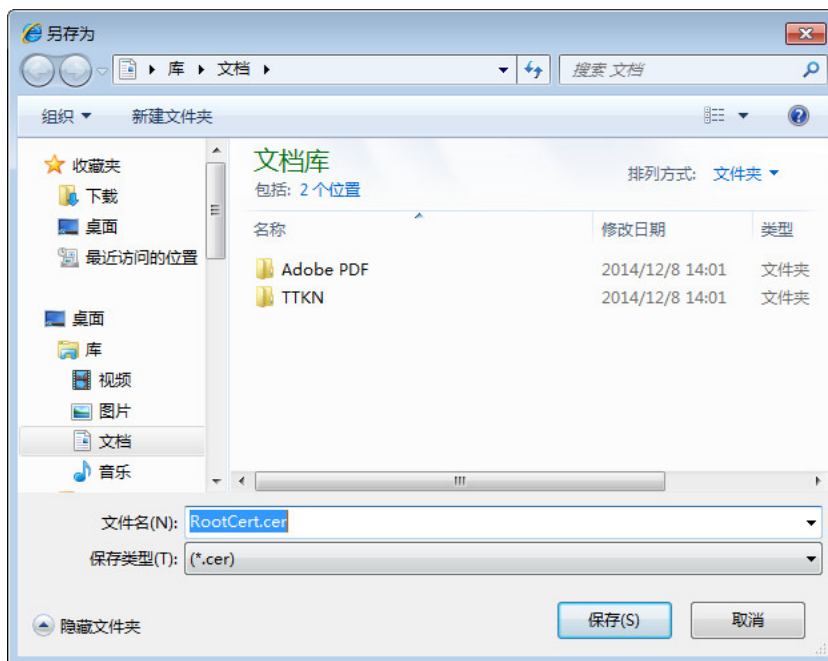 另存为
库 文档
搜索 文档
组织 新建文件夹
收藏夹
下载
桌面
最近访问的位置
桌面
库
视频
图片
文档
音乐
文档库
包括: 2 个位置
排列方式: 文件夹
名称 修改日期 类型
Adobe PDF 2014/12/8 14:01 文件夹
TTKN 2014/12/8 14:01 文件夹
文件名(N): RootCert.cer
保存类型(T): (*.cer)
隐藏文件夹 保存(S) 取消